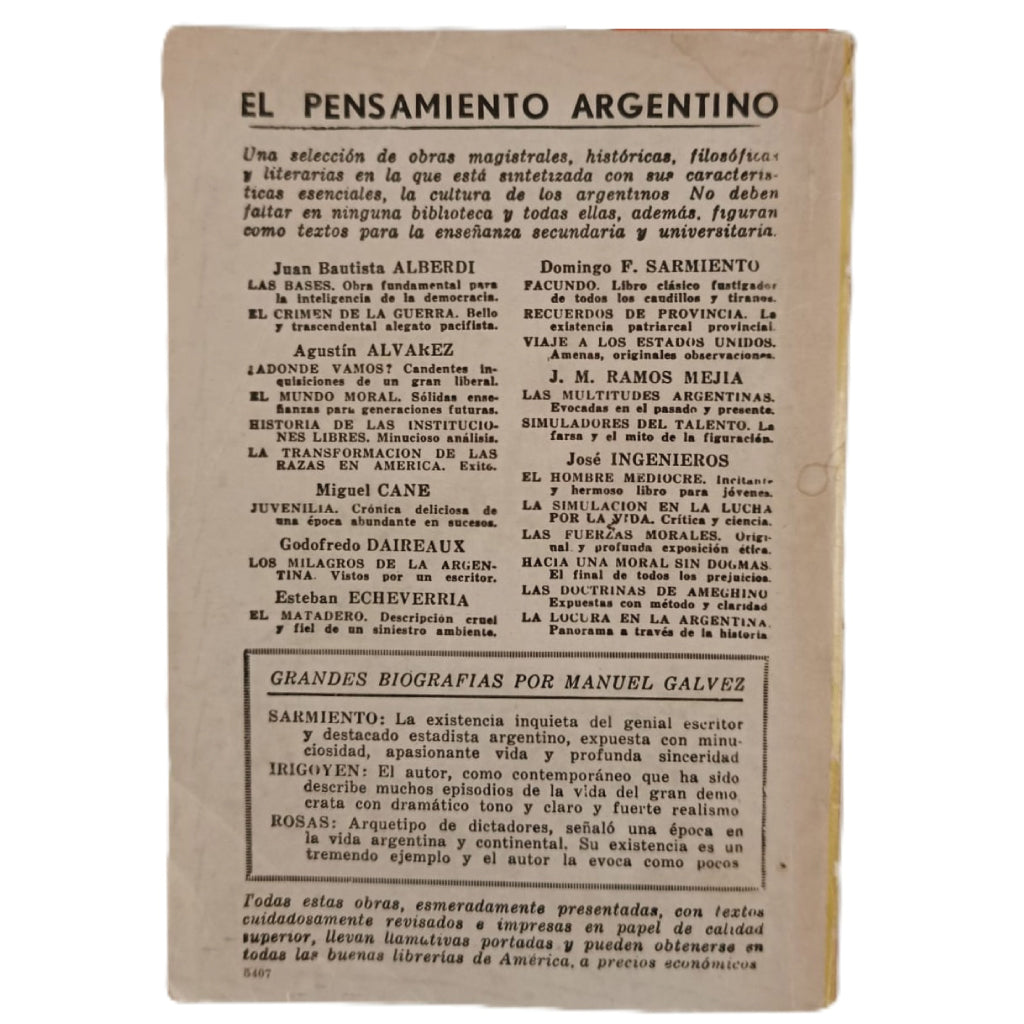 EL PENSAMIENTO ARGENTINO
Una selección de obras magistrales, históricas, filosóficas
y literarias en la que está sintetizada con sus caracterís-
ticas esenciales, la cultura de los argentinos No deben
faltar en ninguna biblioteca y todas ellas, además, figuran
como textos para la enseñanza secundaria y universitaria.
Juan Bautista ALBERDI
LAS BASES. Obra fundamental para
la inteligencia de la democracia.
EL CRIMEN DE LA GUERRA. Bello
y trascendental alegato pacifista.
Agustín ALVAREZ
¿ADONDE VAMOS? Candentes in-
quisiciones de un gran liberal.
EL MUNDO MORAL. Sólidas ense-
ñanzas para generaciones futuras.
HISTORIA DE LAS INSTITUCIO-
NES LIBRES. Minucioso análisis.
LA TRANSFORMACION DE LAS
RAZAS EN AMERICA. Exito.
Miguel CANE
JUVENILIA. Crónica deliciosa de
una época abundante en sucesos.
Godofredo DAIREAUX
LOS MILAGROS DE LA ARGEN-
TINA. Vistos por un escritor.
Esteban ECHEVERRIA
EL MATADERO. Descripción cruel
y fiel de un siniestro ambiente.
Domingo F. SARMIENTO
FACUNDO. Libro clásico fustigador
de todos los caudillos y tiranos.
RECUERDOS DE PROVINCIA. La
existencia patriarcal provincial.
VIAJE A LOS ESTADOS UNIDOS.
Amenas, originales observaciones.
J. M. RAMOS MEJIA
LAS MULTITUDES ARGENTINAS.
Evocadas en el pasado y presente.
SIMULADORES DEL TALENTO. La
farsa y el mito de la figuración.
José INGENIEROS
EL HOMBRE MEDIOCRE. Incitante
y hermoso libro para jóvenes.
LA SIMULACION EN LA LUCHA
POR LA VIDA. Crítica y ciencia.
LAS FUERZAS MORALES. Origi-
nal y profunda exposición ética.
HACIA UNA MORAL SIN DOGMAS.
El final de todos los prejuicios.
LAS DOCTRINAS DE AMEGHINO
Expuestas con método y claridad
LA LOCURA EN LA ARGENTINA.
Panorama a través de la historia
GRANDES BIOGRAFIAS POR MANUEL GALVEZ
SARMIENTO: La existencia inquieta del genial escritor
y destacado estadista argentino, expuesta con minu-
ciosidad, apasionante vida y profunda sinceridad
IRIGOYEN: El autor, como contemporáneo que ha sido
describe muchos episodios de la vida del gran demo
crata con dramático tono y claro y fuerte realismo
ROSAS: Arquetipo de dictadores, señaló una época en
la vida argentina y continental. Su existencia es un
tremendo ejemplo y el autor la evoca como pocos
Todas estas obras, esmeradamente presentadas, con textos
cuidadosamente revisados e impresas en papel de calidad
superior, llevan llamativas portadas y pueden obtenerse en
todas las buenas librerías de América, a precios económicos
5407